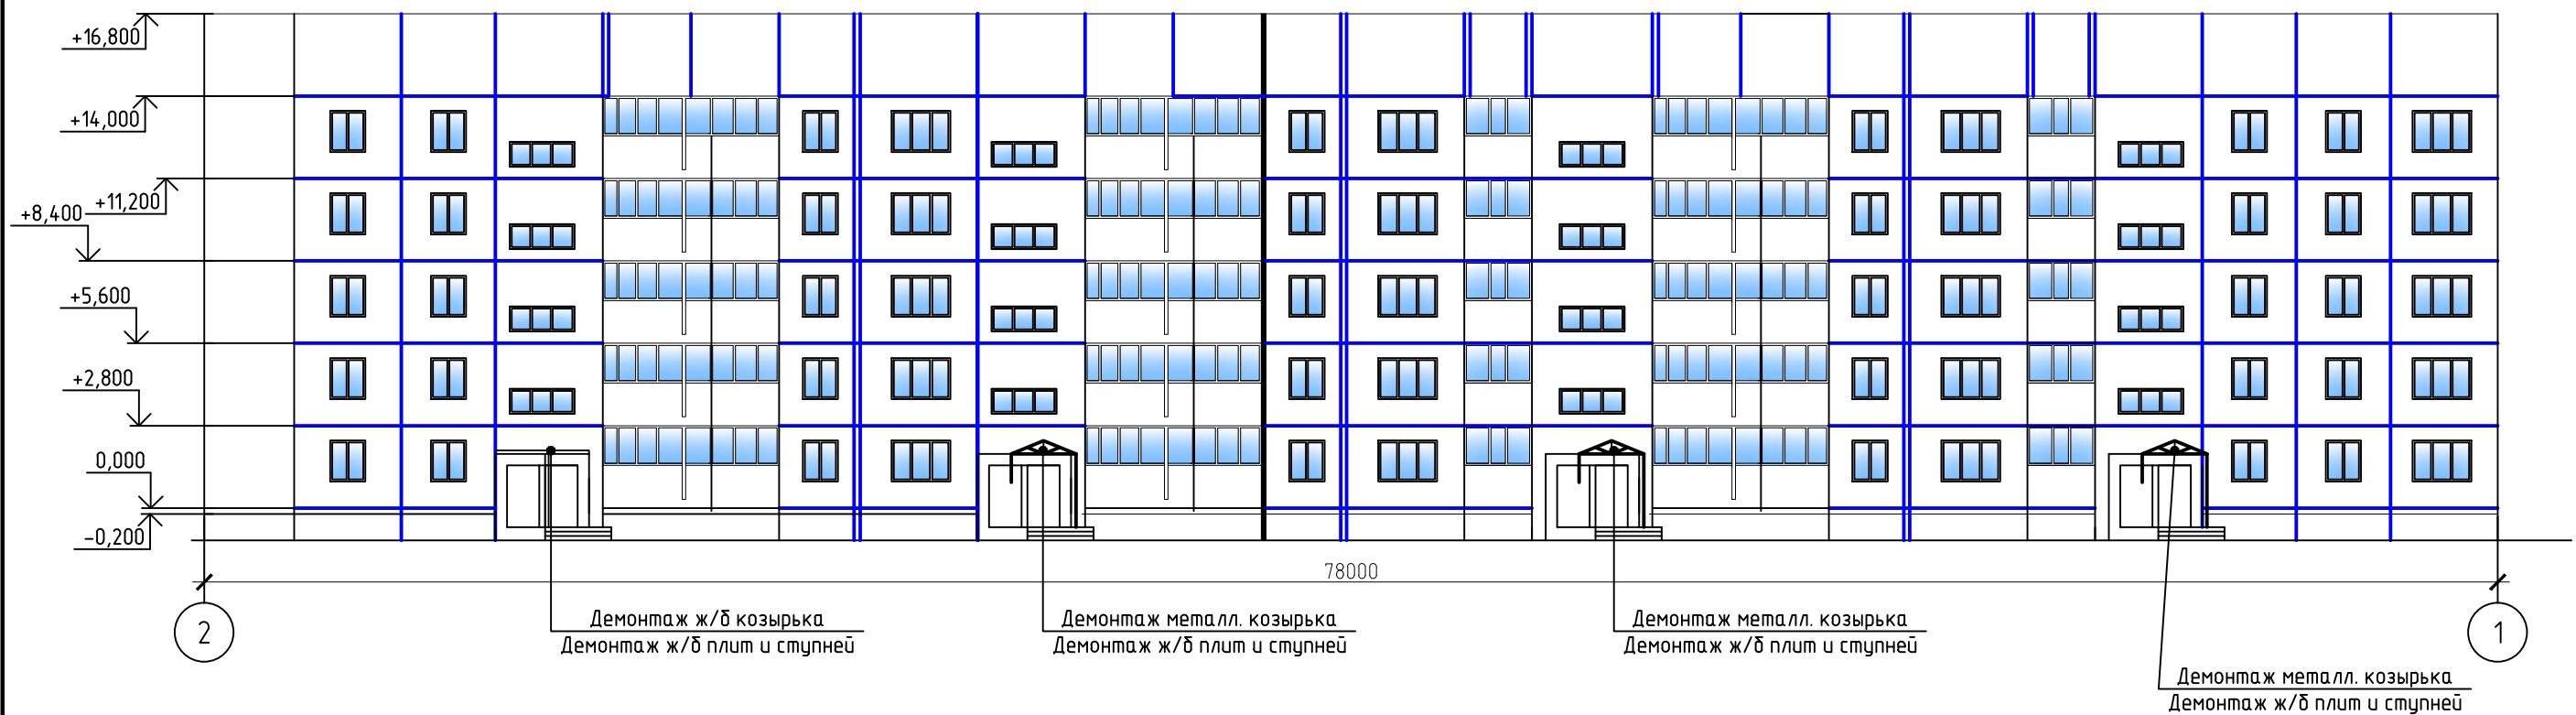 +16,800
+14,000
+11,200
+8,400
+5,600
+2,800
0,000
-0,200
78000
2
1
Демонтаж ж/б козырька
Демонтаж ж/б плит и ступней
Демонтаж металл. козырька
Демонтаж ж/б плит и ступней
Демонтаж металл. козырька
Демонтаж ж/б плит и ступней
Демонтаж металл. козырька
Демонтаж ж/б плит и ступней